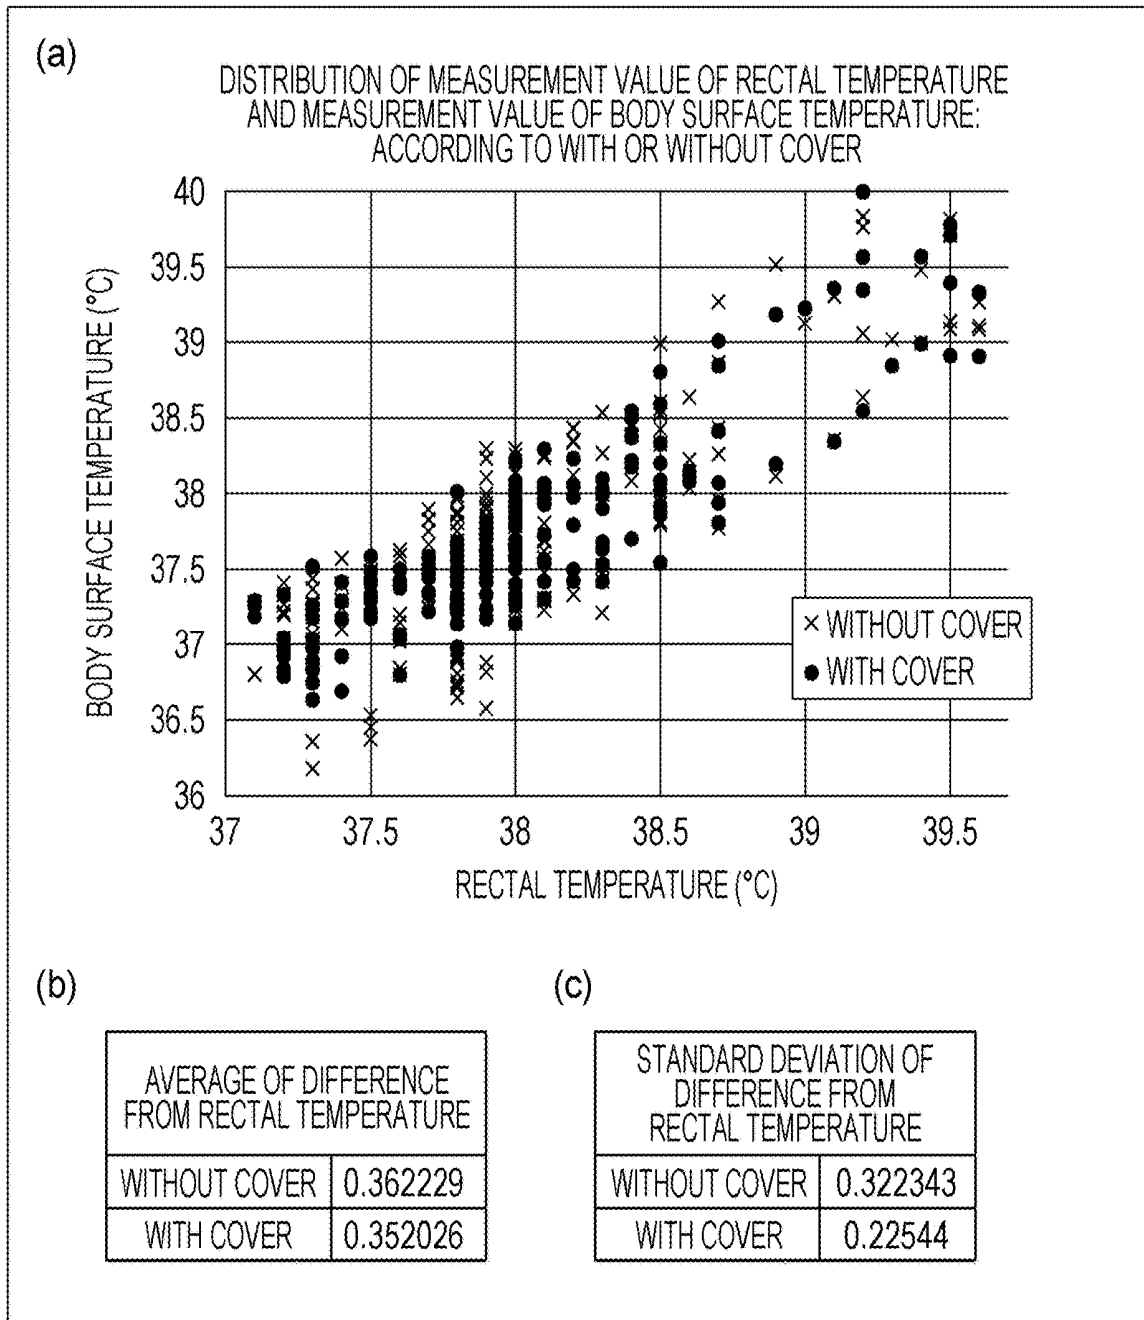 (a)
DISTRIBUTION OF MEASUREMENT VALUE OF RECTAL TEMPERATURE
AND MEASUREMENT VALUE OF BODY SURFACE TEMPERATURE:
ACCORDING TO WITH OR WITHOUT COVER
BODY SURFACE TEMPERATURE (°C)
40
39.5
39
38.5
38
37.5
37
36.5
36
37 37.5 38 38.5 39 39.5
RECTAL TEMPERATURE (°C)
× WITHOUT COVER
● WITH COVER
(b)
AVERAGE OF DIFFERENCE
FROM RECTAL TEMPERATURE
WITHOUT COVER 0.362229
WITH COVER 0.352026
(c)
STANDARD DEVIATION OF
DIFFERENCE FROM
RECTAL TEMPERATURE
WITHOUT COVER 0.322343
WITH COVER 0.22544